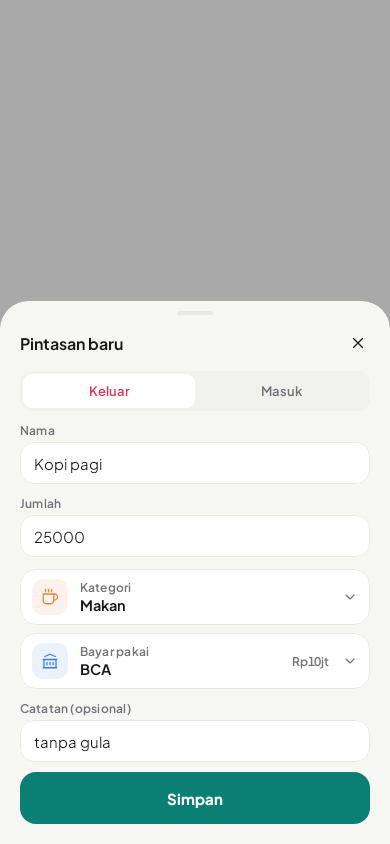 Pintasan baru
Keluar
Masuk
Nama
Kopi pagi
Jumlah
25000
Kategori
Makan
Bayar pakai
BCA
Rp10jt
Catatan (opsional)
tanpa gula
Simpan